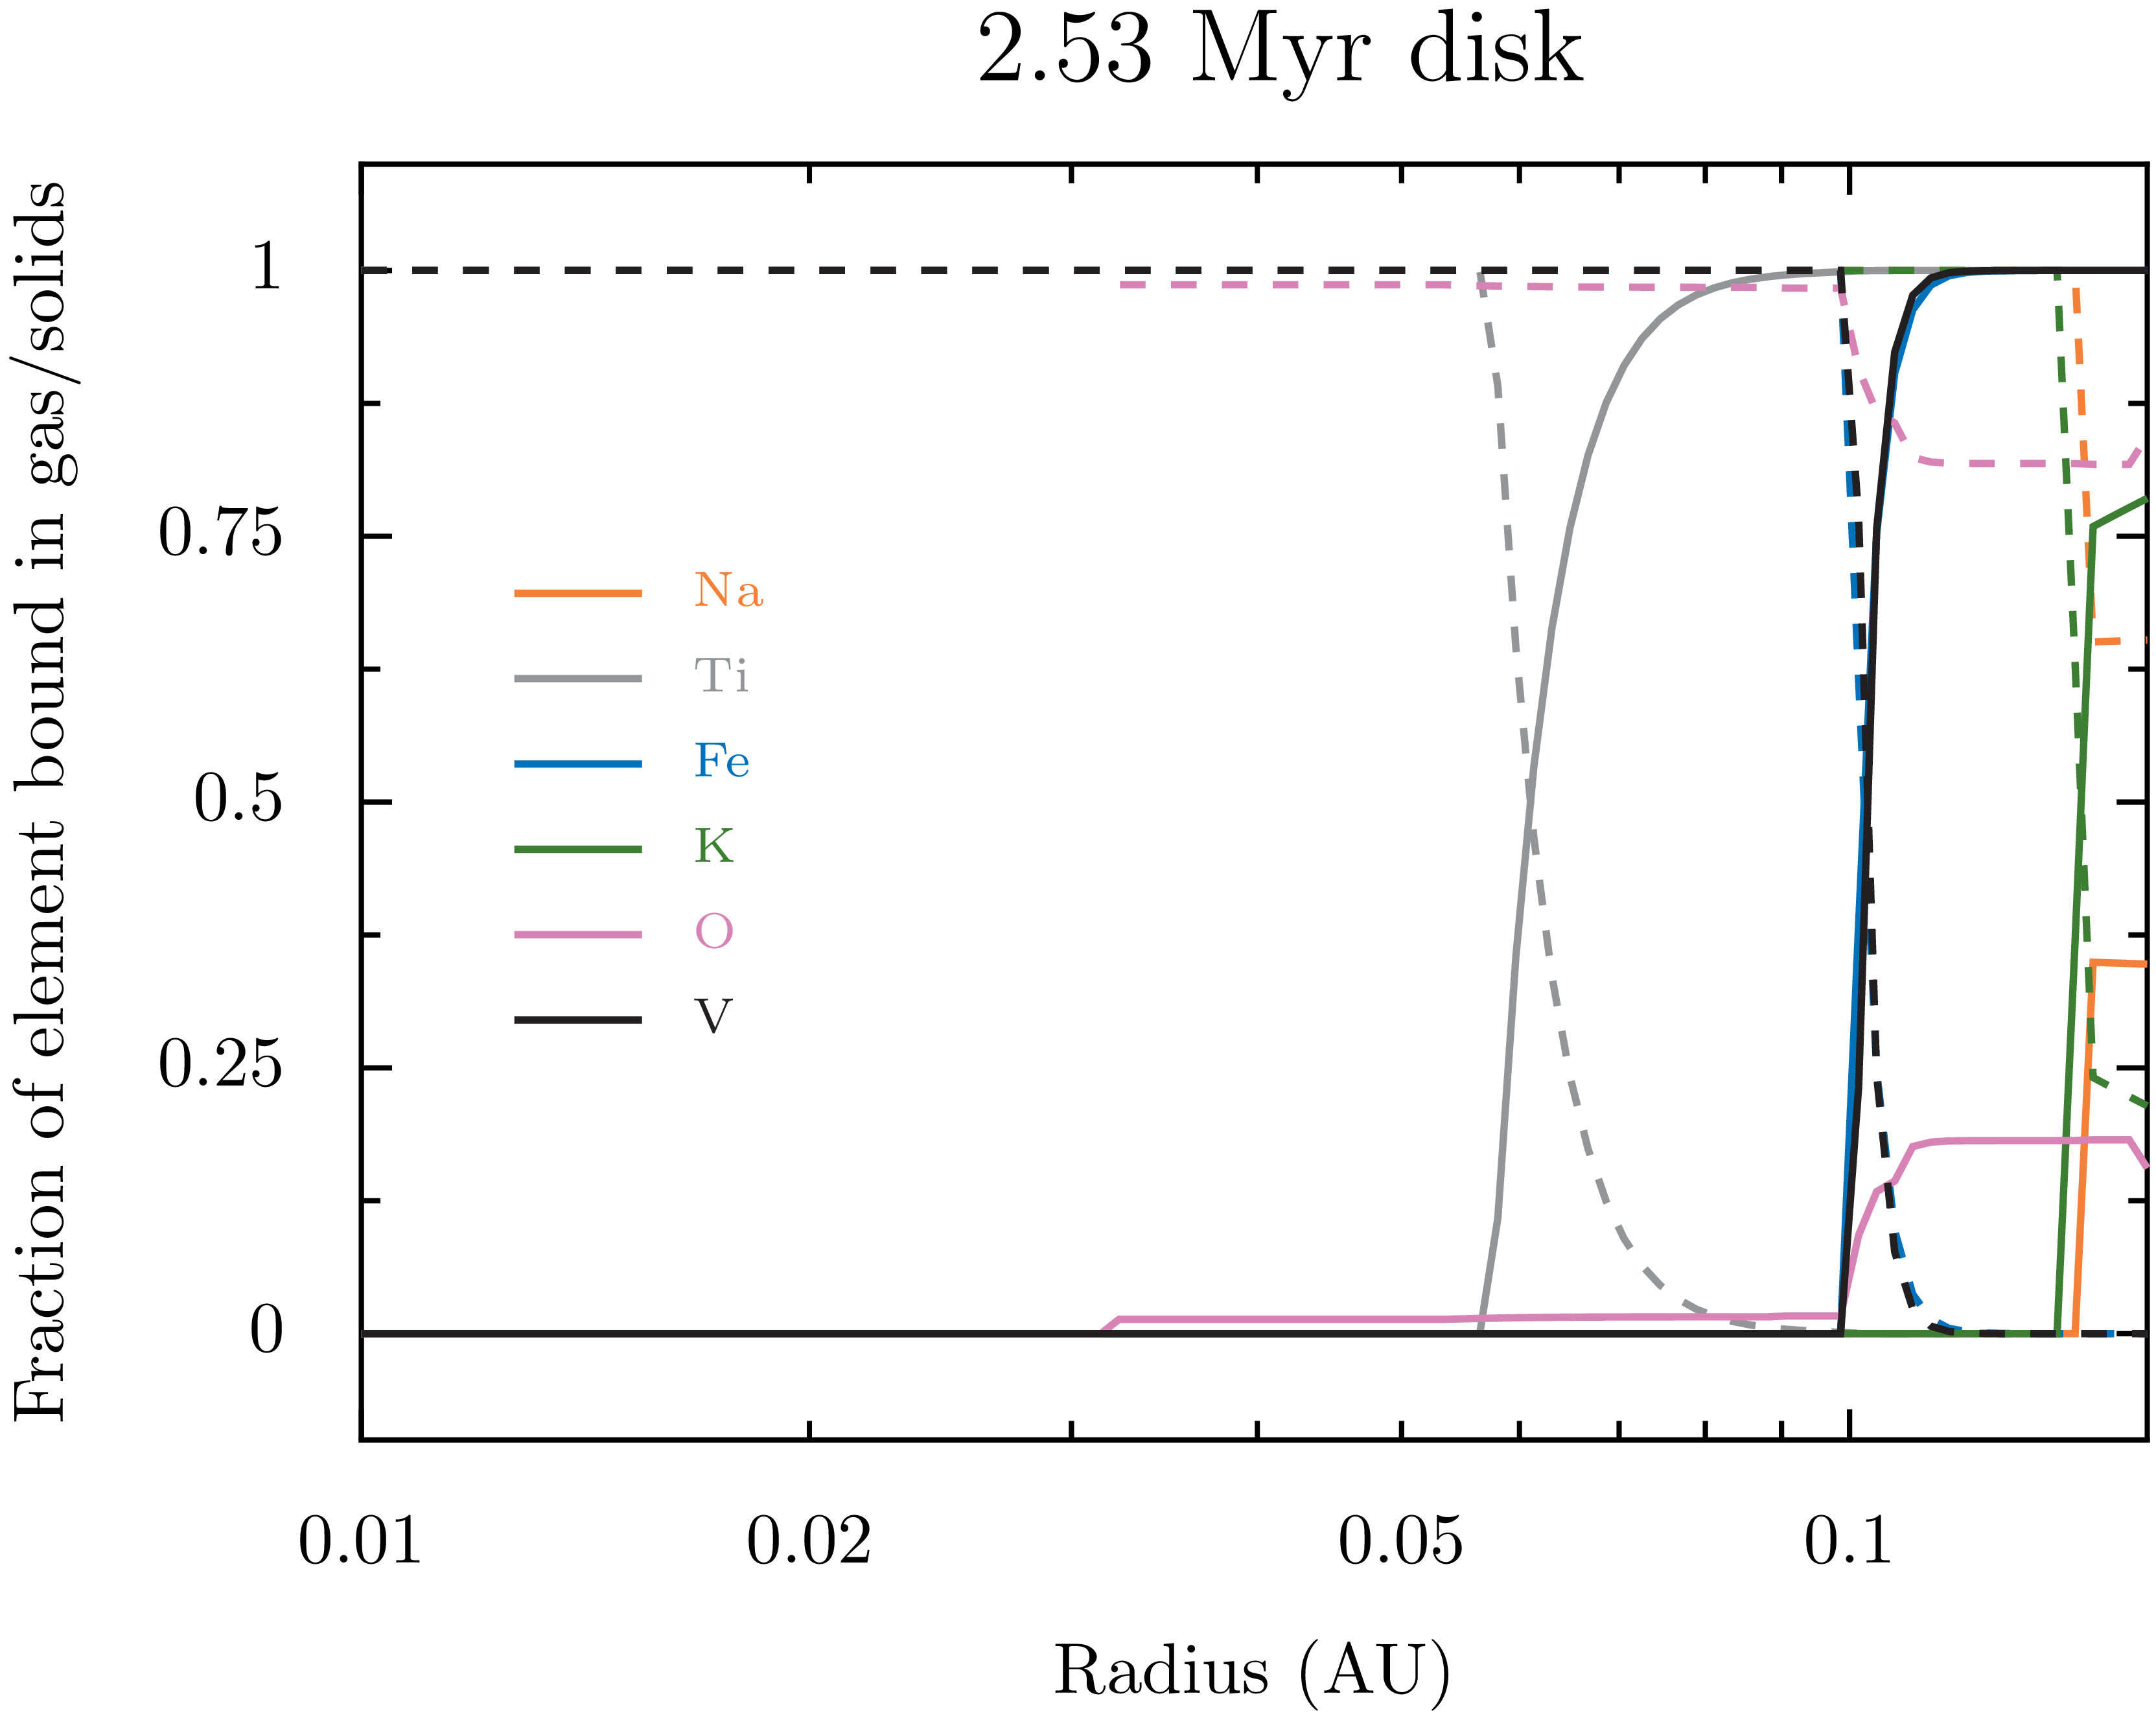 2.53 Myr disk
Fraction of element bound in gas/solids
1
0.75
0.5
0.25
0
Na
Ti
Fe
K
O
V
0.01
0.02
0.05
0.1
Radius (AU)